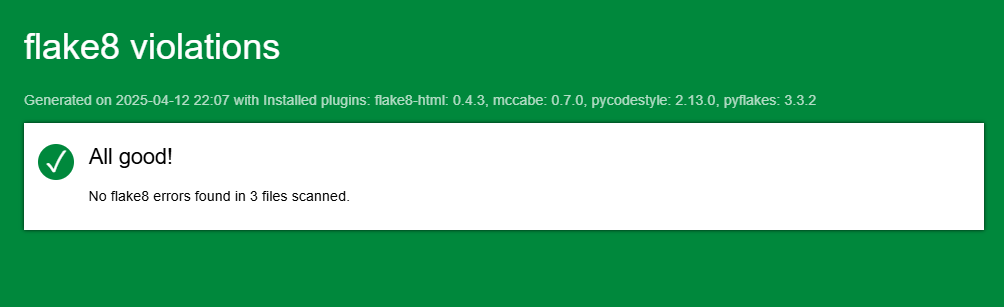 flake8 violations
Generated on 2025-04-12 22:07 with Installed plugins: flake8-html: 0.4.3, mccabe: 0.7.0, pycodestyle: 2.13.0, pyflakes: 3.3.2
All good!
No flake8 errors found in 3 files scanned.